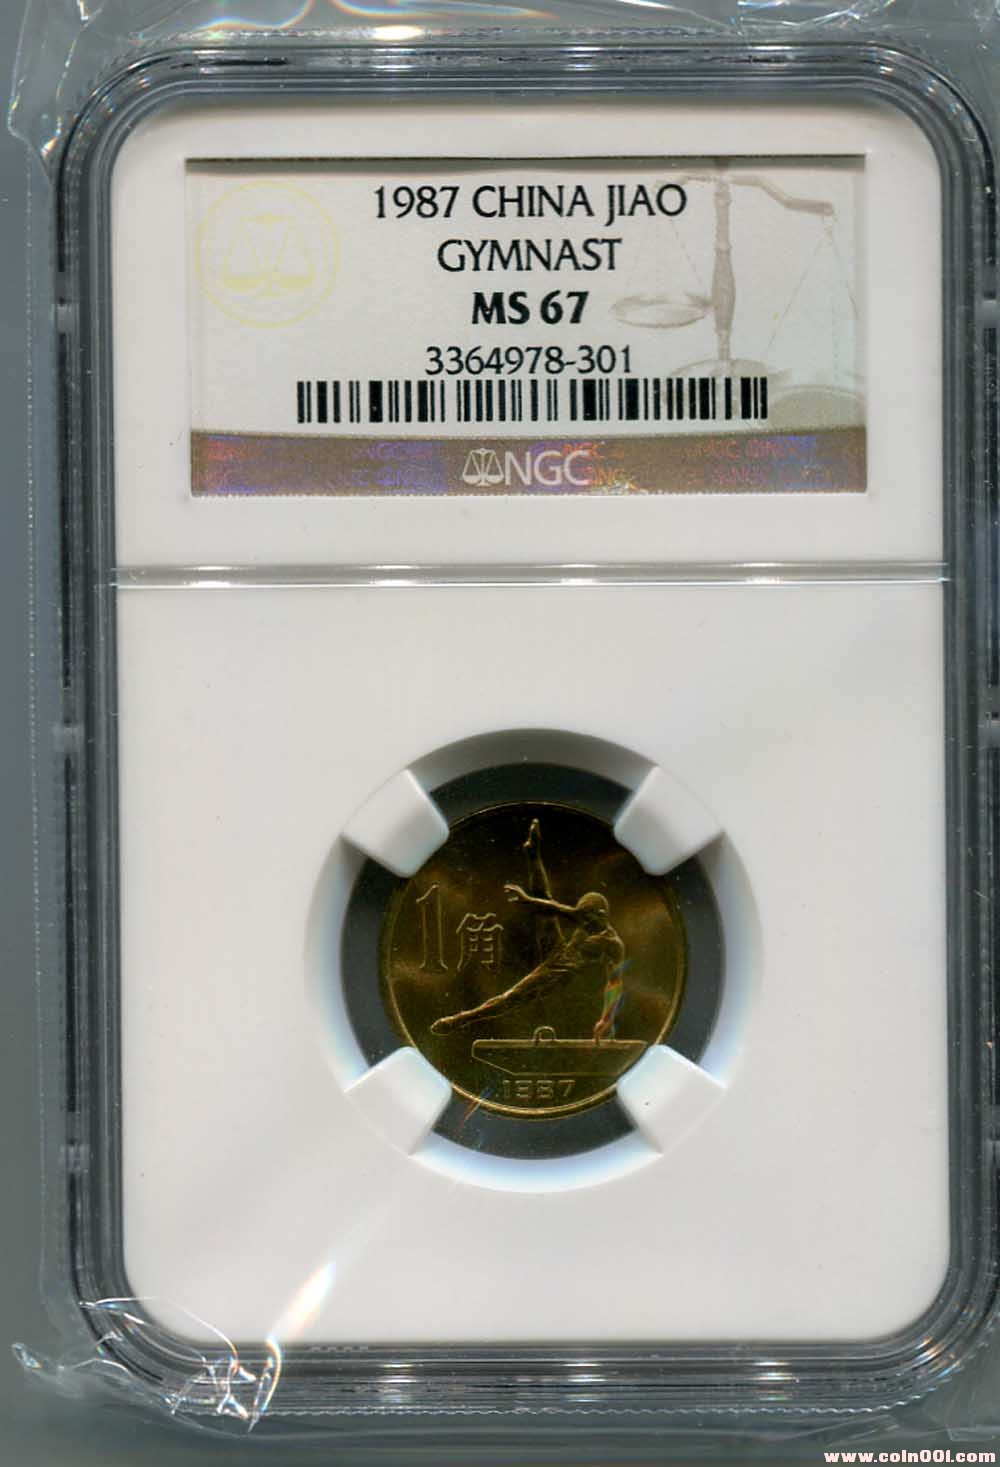 1987 CHINA JIAO
GYMNAST
MS 67
3364978-301
NGC
1角
1987
www.coin001.com